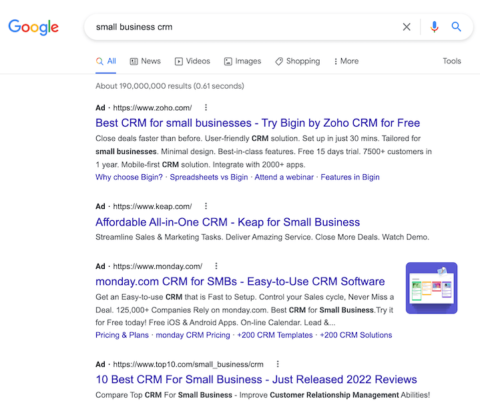 Google
small business crm
All News Videos Images Shopping More Tools
About 190,000,000 results (0.61 seconds)
Ad · https://www.zoho.com/
Best CRM for small businesses - Try Bigin by Zoho CRM for Free
Close deals faster than before. User-friendly CRM solution. Set up in just 30 mins. Tailored for
small businesses. Minimal design. Best-in-class features. Free 15 days trial. 7500+ customers in
1 year. Mobile-first CRM solution. Integrate with 2000+ apps.
Why choose Bigin? · Spreadsheets vs Bigin · Attend a webinar · Features in Bigin
Ad · https://www.keap.com/
Affordable All-in-One CRM - Keap for Small Business
Streamline Sales & Marketing Tasks. Deliver Amazing Service. Close More Deals. Watch Demo.
Ad · https://www.monday.com/
monday.com CRM for SMBs - Easy-to-Use CRM Software
Get an Easy-to-use CRM that is Fast to Setup. Control your Sales cycle, Never Miss a
Deal. 125,000+ Companies Rely on monday.com. Best CRM for Small Business.Try it
for Free today! Free iOS & Android Apps. On-line Calendar. Lead &...
Pricing & Plans · monday CRM Pricing · +200 CRM Templates · +200 CRM Solutions
Ad · https://www.top10.com/small_business/crm
10 Best CRM For Small Business - Just Released 2022 Reviews
Compare Top CRM For Small Business - Improve Customer Relationship Management Abilities!